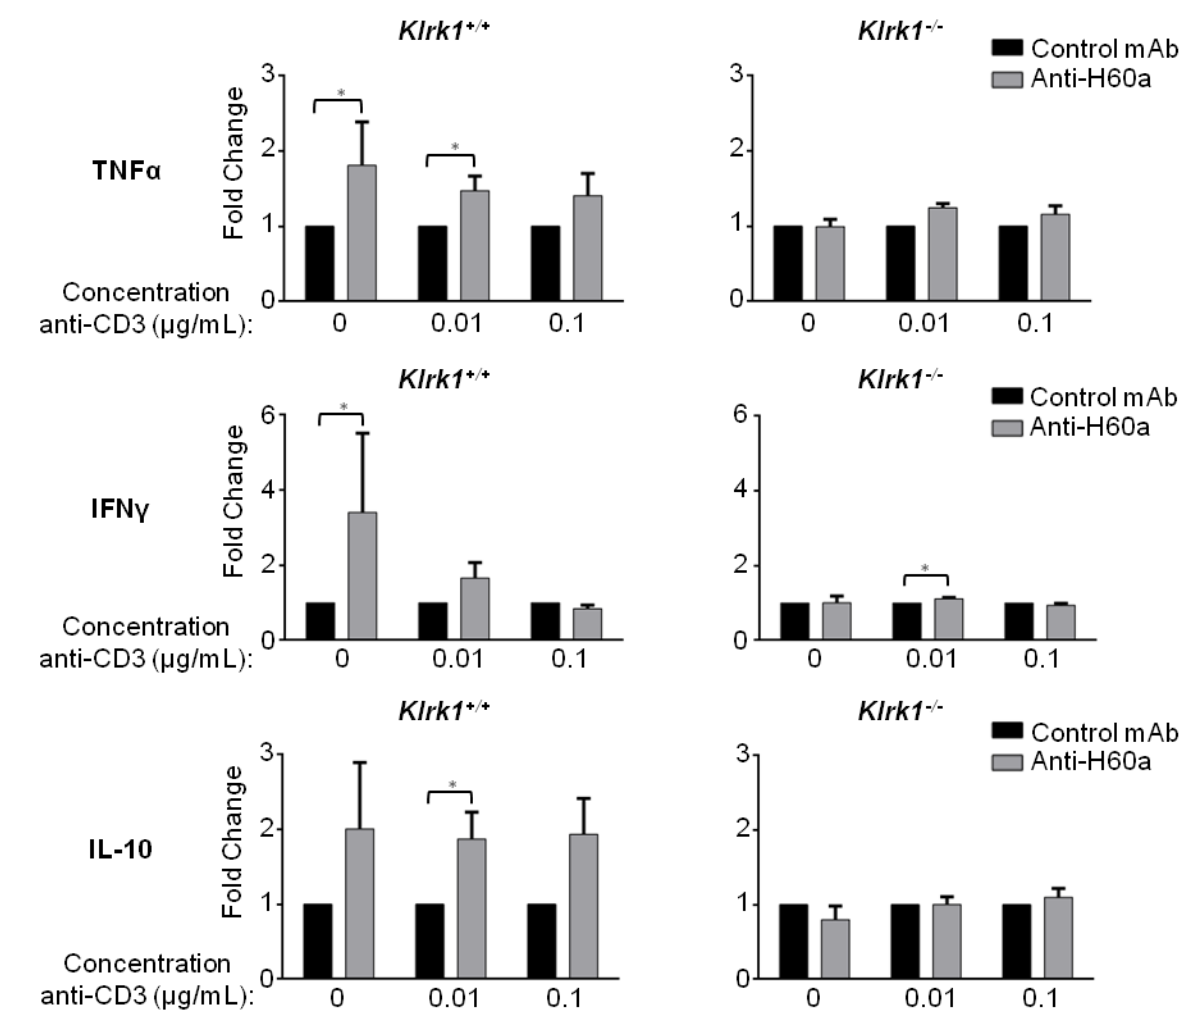 Klrk1+/+
Klrk1-/-
Control mAb
Anti-H60a
TNFα
Fold Change
3
2
1
0
3
2
1
0
*
*
Concentration
anti-CD3 (µg/mL):
0 0.01 0.1
0 0.01 0.1
Klrk1+/+
Klrk1-/-
Control mAb
Anti-H60a
IFNγ
Fold Change
6
4
2
0
6
4
2
0
*
*
Concentration
anti-CD3 (µg/mL):
0 0.01 0.1
0 0.01 0.1
Klrk1+/+
Klrk1-/-
Control mAb
Anti-H60a
IL-10
Fold Change
3
2
1
0
3
2
1
0
*
Concentration
anti-CD3 (µg/mL):
0 0.01 0.1
0 0.01 0.1